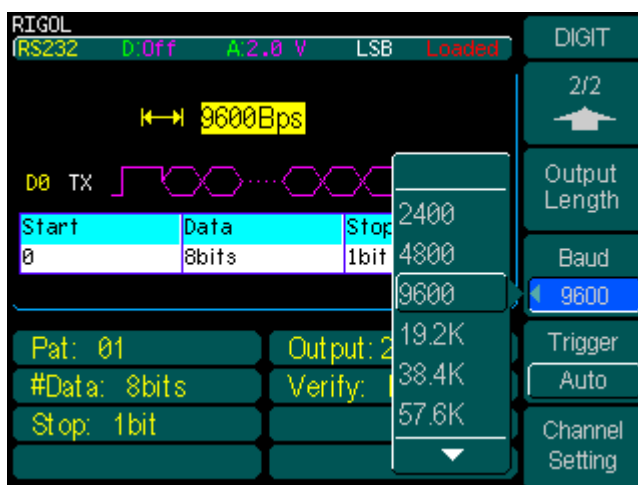 RIGOL
RS232 D:Off A:2.0 V LSB Loaded
9600Bps
D0 TX
Start Data Stop
0 8bits 1bit
Pat: 01 Output: 2
#Data: 8bits Verify:
Stop: 1bit
2400
4800
9600
19.2K
38.4K
57.6K
DIGIT
2/2
Output
Length
Baud
9600
Trigger
Auto
Channel
Setting